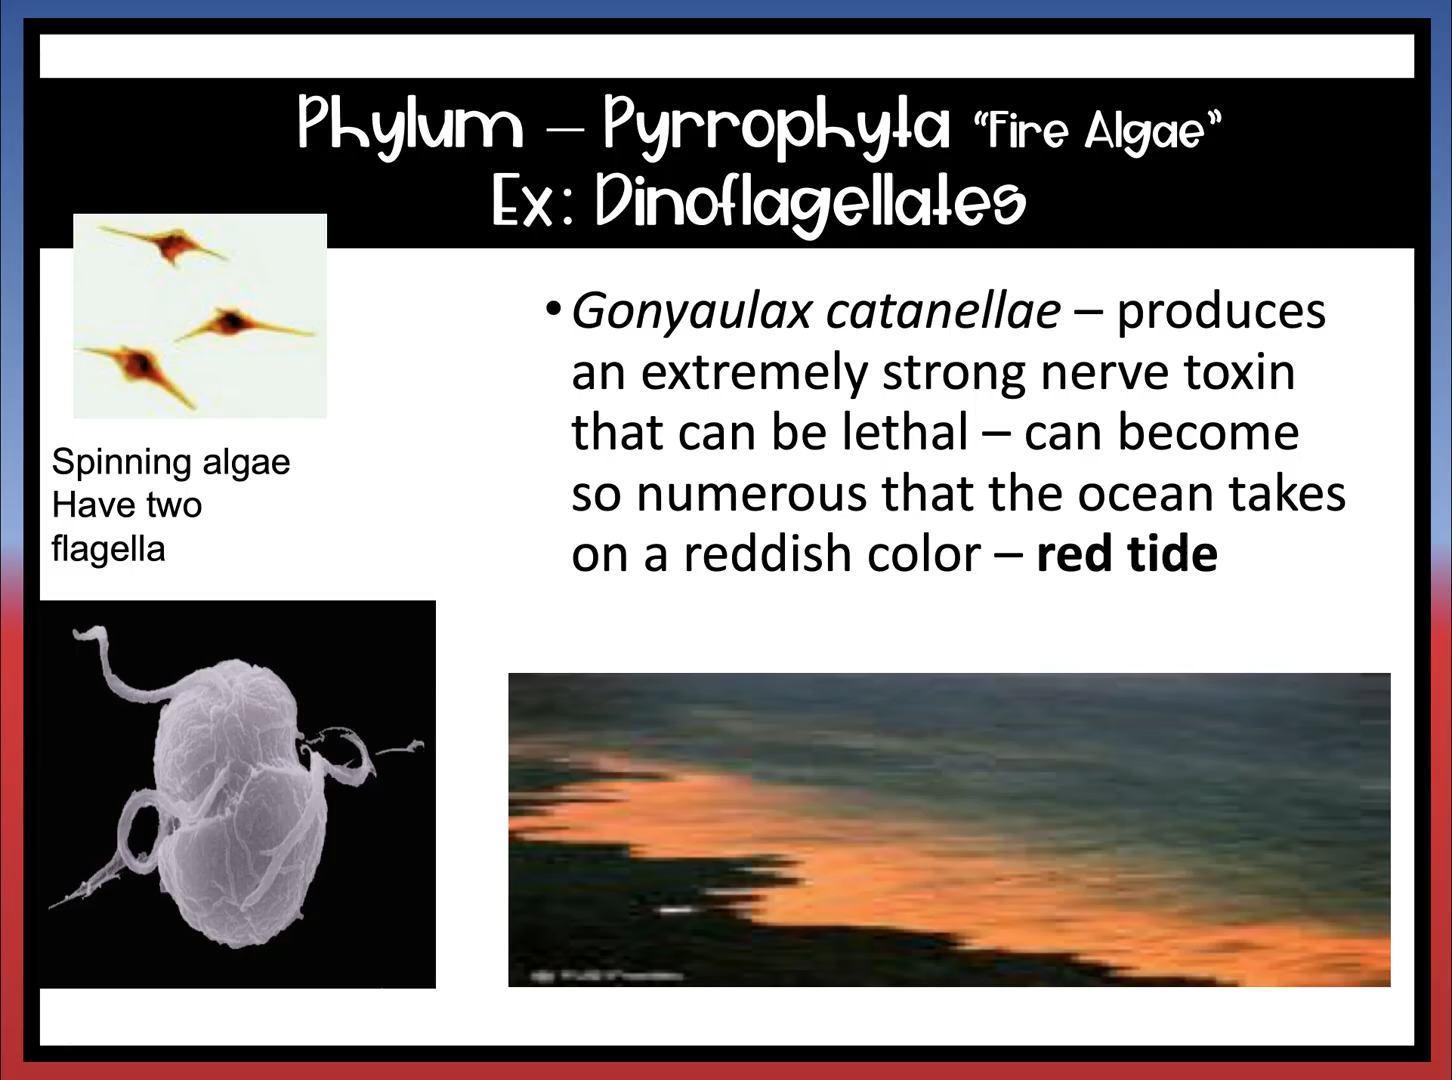 Phylum – Pyrrophyta “Fire Algae”
Ex: Dinoflagellates
Spinning algae
Have two
flagella
• Gonyaulax catanellae – produces
an extremely strong nerve toxin
that can be lethal – can become
so numerous that the ocean takes
on a reddish color – red tide